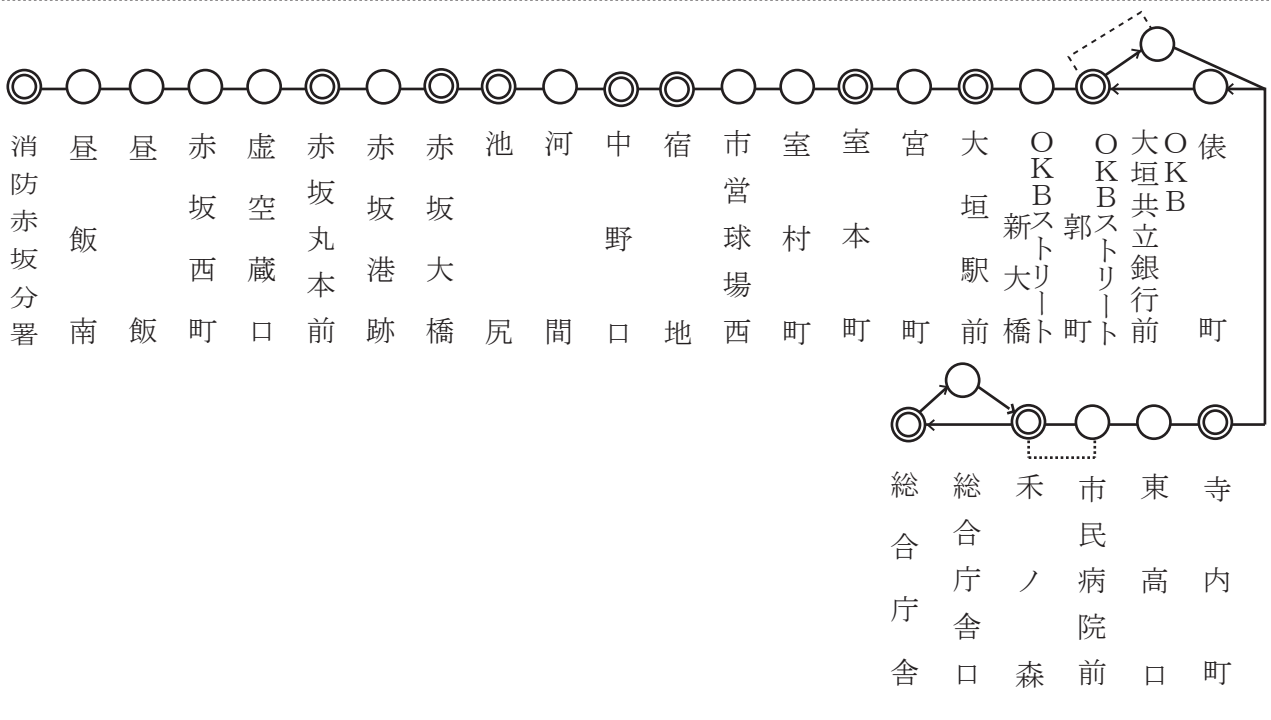 消防赤坂分署
昼飯南
昼飯
赤坂西町
虚空蔵口
赤坂丸本前
赤坂港跡
赤坂大橋
池尻
河間
中野口
宿地
市営球場西
室村町
室本町
宮町
大垣駅前
OKBストリート
新大橋
OKBストリート
郭町
OKB
大垣共立銀行前
俵町
総合庁舎
総合庁舎口
禾ノ森
市民病院前
東高口
寺内町